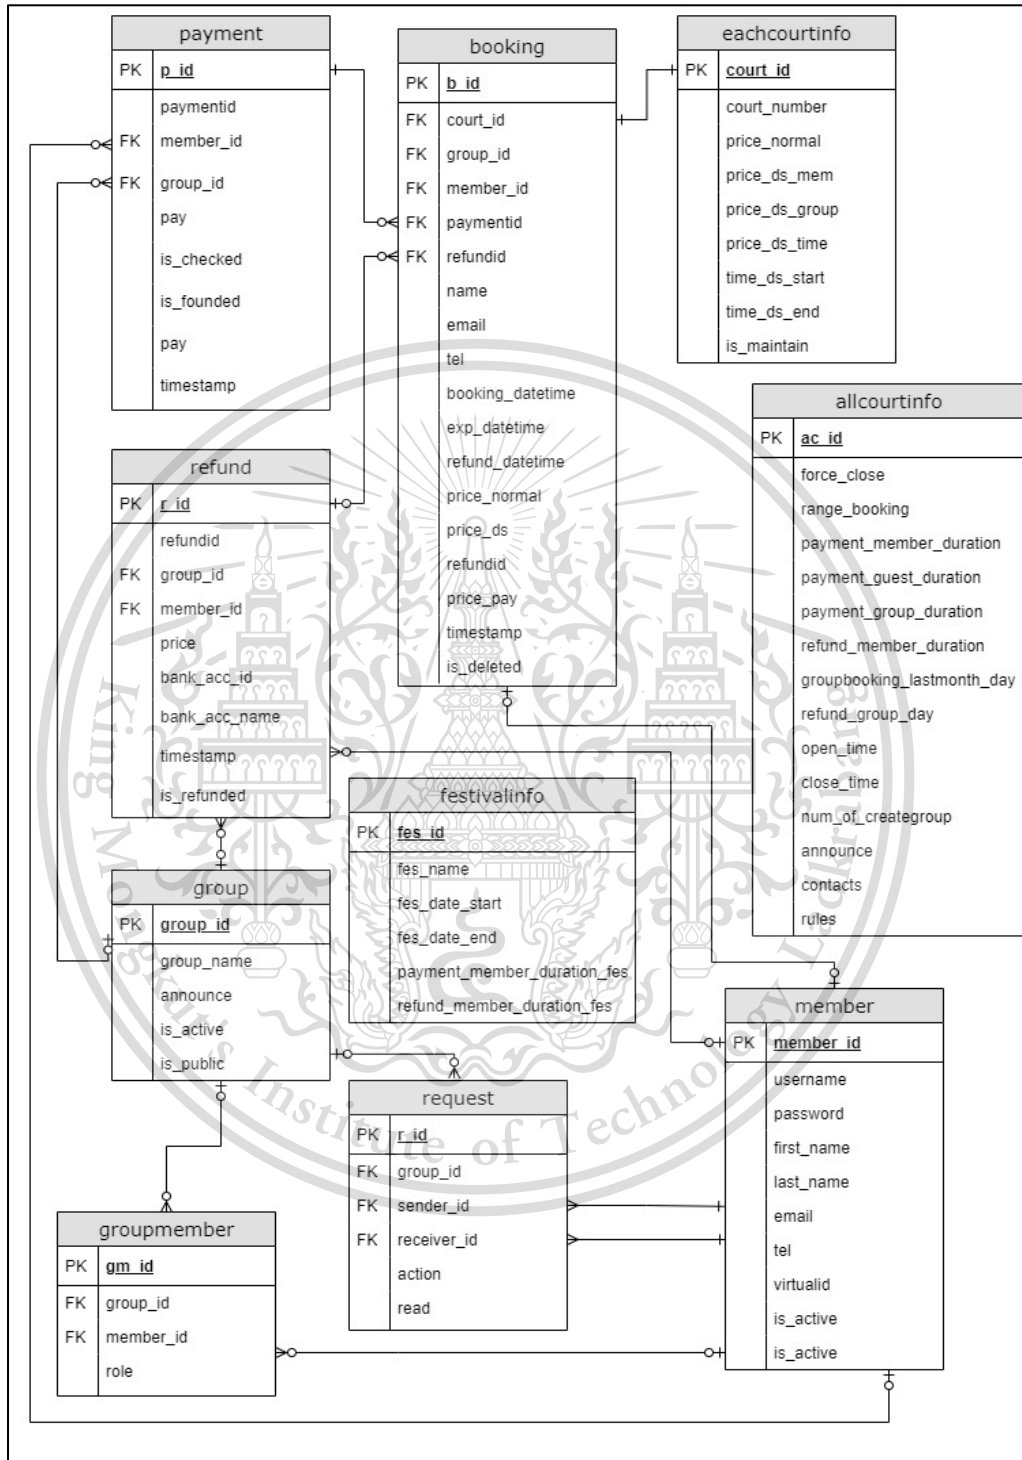 payment
PK p_id
paymentid
FK member_id
FK group_id
pay
is_checked
is_founded
pay
timestamp
booking
PK b_id
FK court_id
FK group_id
FK member_id
FK paymentid
FK refundid
name
email
tel
booking_datetime
exp_datetime
refund_datetime
price_normal
price_ds
refundid
price_pay
timestamp
is_deleted
eachcourtinfo
PK court_id
court_number
price_normal
price_ds_mem
price_ds_group
price_ds_time
time_ds_start
time_ds_end
is_maintain
allcourtinfo
PK ac_id
force_close
range_booking
payment_member_duration
payment_guest_duration
payment_group_duration
refund_member_duration
groupbooking_lastmonth_day
refund_group_day
open_time
close_time
num_of_creategroup
announce
contacts
rules
refund
PK r_id
refundid
FK group_id
FK member_id
price
bank_acc_id
bank_acc_name
timestamp
is_refunded
festivalinfo
PK fes_id
fes_name
fes_date_start
fes_date_end
payment_member_duration_fes
refund_member_duration_fes
group
PK group_id
group_name
announce
is_active
is_public
member
PK member_id
username
password
first_name
last_name
email
tel
virtualid
is_active
is_active
request
PK r_id
FK group_id
FK sender_id
FK receiver_id
action
read
groupmember
PK gm_id
FK group_id
FK member_id
role
King Mongkut's Institute of Technology Ladkrabang